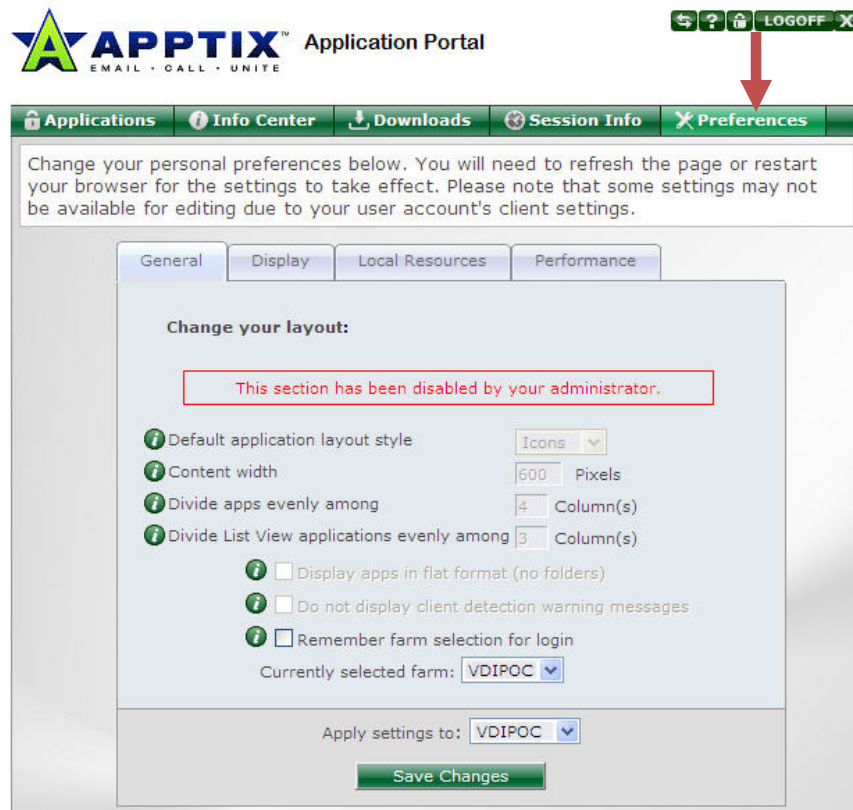 APPTIX™ Application Portal
EMAIL • CALL • UNITE
? LOGOFF X
Applications Info Center Downloads Session Info Preferences
Change your personal preferences below. You will need to refresh the page or restart
your browser for the settings to take effect. Please note that some settings may not
be available for editing due to your user account's client settings.
General Display Local Resources Performance
Change your layout:
This section has been disabled by your administrator.
Default application layout style Icons
Content width 600 Pixels
Divide apps evenly among 4 Column(s)
Divide List View applications evenly among 3 Column(s)
Display apps in flat format (no folders)
Do not display client detection warning messages
Remember farm selection for login
Currently selected farm: VDIPOC
Apply settings to: VDIPOC
Save Changes